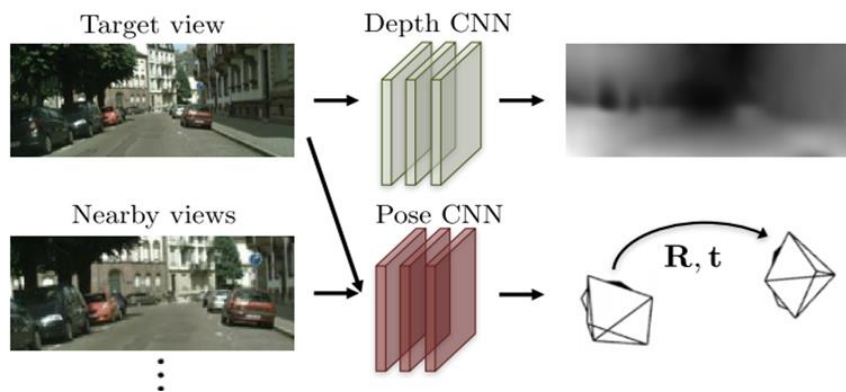 Target view
Depth CNN
Nearby views
Pose CNN
R, t